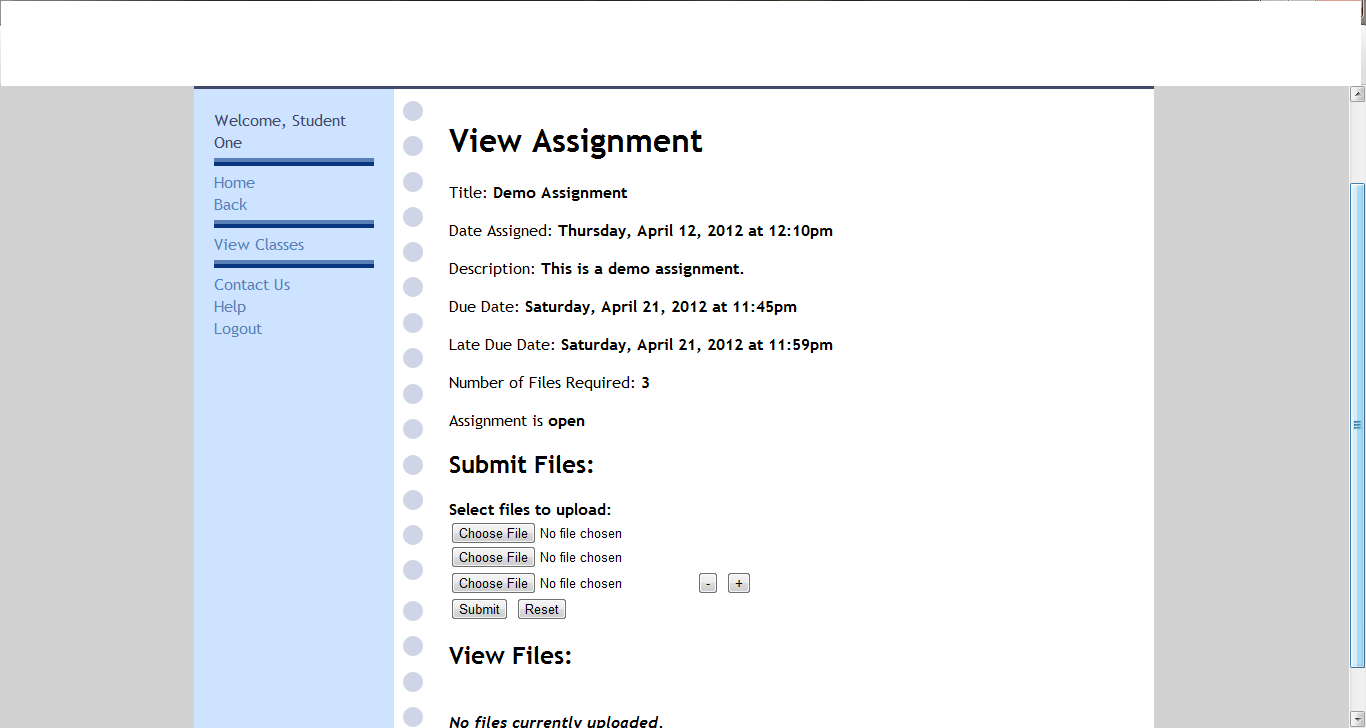 Welcome, Student
One
Home
Back
View Classes
Contact Us
Help
Logout
View Assignment
Title: Demo Assignment
Date Assigned: Thursday, April 12, 2012 at 12:10pm
Description: This is a demo assignment.
Due Date: Saturday, April 21, 2012 at 11:45pm
Late Due Date: Saturday, April 21, 2012 at 11:59pm
Number of Files Required: 3
Assignment is open
Submit Files:
Select files to upload:
Choose File No file chosen
Choose File No file chosen
Choose File No file chosen - +
Submit Reset
View Files:
No files currently uploaded.